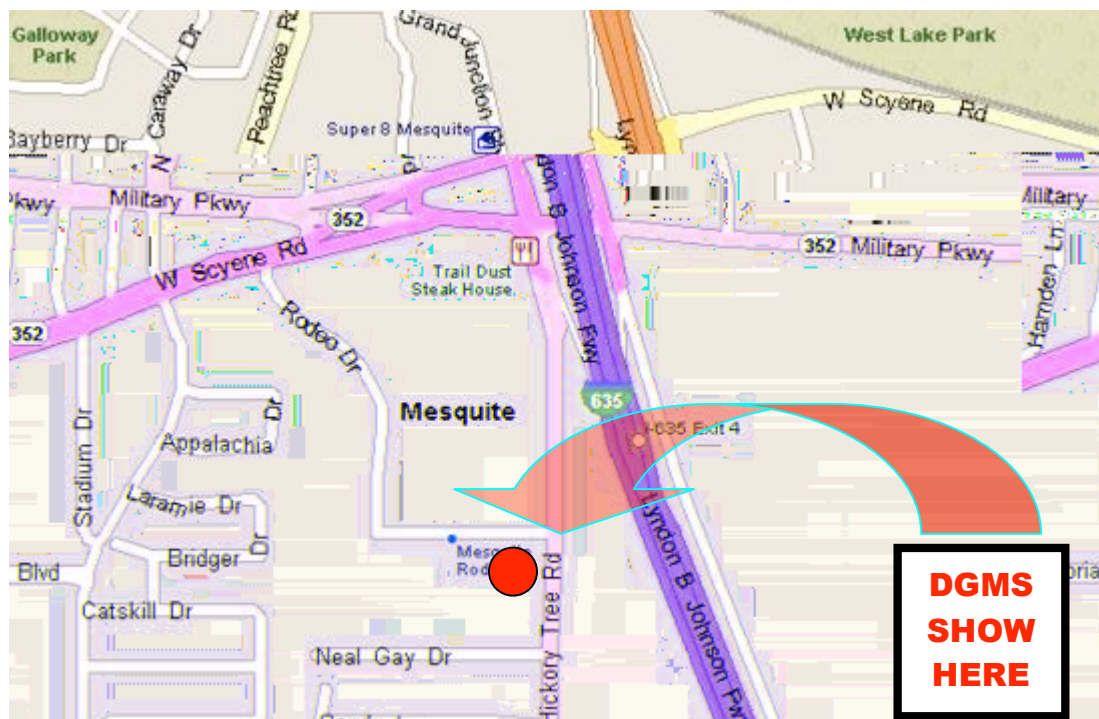 Galloway
Park
N Caraway Dr
Peachtree Rd
Grand Junction
West Lake Park
W Scyene Rd
Bayberry Dr
Super 8 Mesquite
Pkwy
Military Pkwy
352
W Scyene Rd
Military
352 Military Pkwy
Trail Dust
Steak House
Lyndon B Johnson Fwy
Hamden Ln
352
Rodeo Dr
635
Mesquite
I-635 Exit 4
Stadium Dr
Appalachia
Dr
Laramie Dr
Bridger
Dr
Blvd
Catskill Dr
Hickory Tree Rd
Lyndon B Johnson Fwy
Neal Gay Dr
DGMS
SHOW
HERE